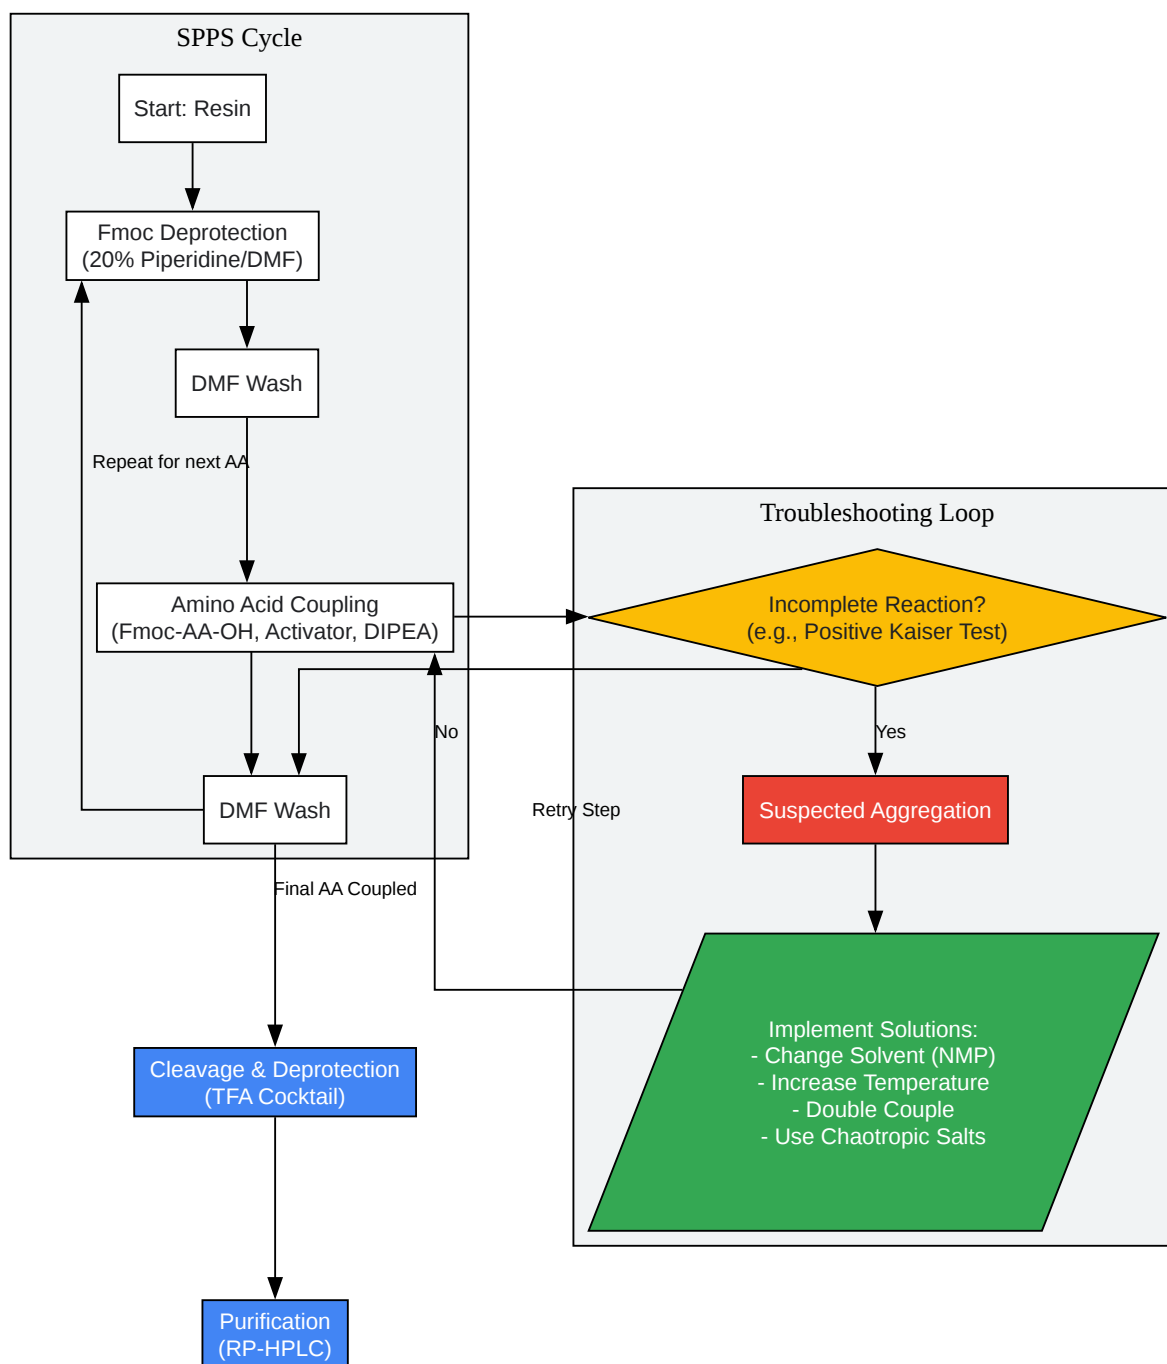 SPPS Cycle
Start: Resin
Fmoc Deprotection
(20% Piperidine/DMF)
DMF Wash
Repeat for next AA
Amino Acid Coupling
(Fmoc-AA-OH, Activator, DIPEA)
DMF Wash
Final AA Coupled
Cleavage & Deprotection
(TFA Cocktail)
Purification
(RP-HPLC)
Troubleshooting Loop
Incomplete Reaction?
(e.g., Positive Kaiser Test)
No
Yes
Retry Step
Suspected Aggregation
Implement Solutions:
- Change Solvent (NMP)
- Increase Temperature
- Double Couple
- Use Chaotropic Salts